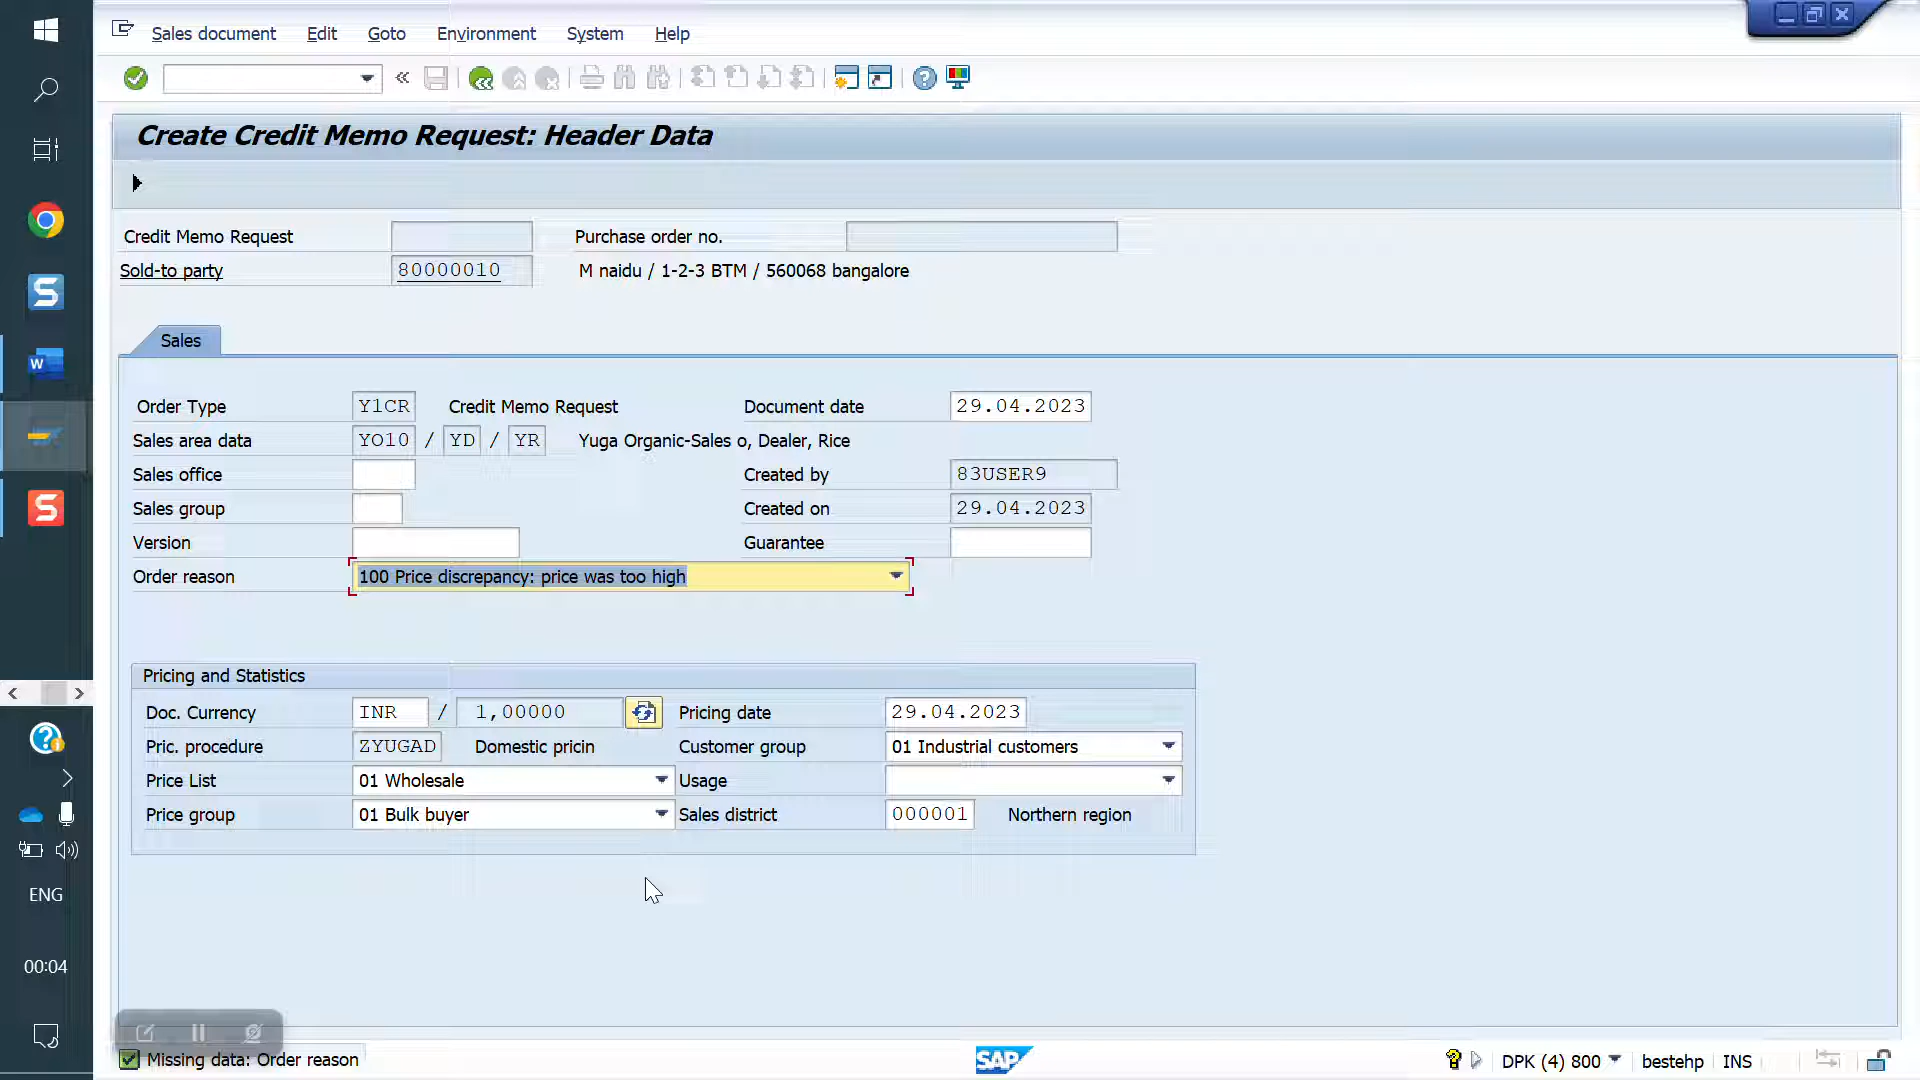 Sales document Edit Goto Environment System Help
Create Credit Memo Request: Header Data
Credit Memo Request Purchase order no.
Sold-to party 80000010 M naidu / 1-2-3 BTM / 560068 bangalore
Sales
Order Type Y1CR Credit Memo Request Document date 29.04.2023
Sales area data YO10 / YD / YR Yuga Organic-Sales o, Dealer, Rice
Sales office Created by 83USER9
Sales group Created on 29.04.2023
Version Guarantee
Order reason 100 Price discrepancy: price was too high
Pricing and Statistics
Doc. Currency INR / 1,00000 Pricing date 29.04.2023
Pric. procedure ZYUGAD Domestic pricin Customer group 01 Industrial customers
Price List 01 Wholesale Usage
Price group 01 Bulk buyer Sales district 000001 Northern region
ENG
00:04
Missing data: Order reason SAP DPK (4) 800 bestehp INS